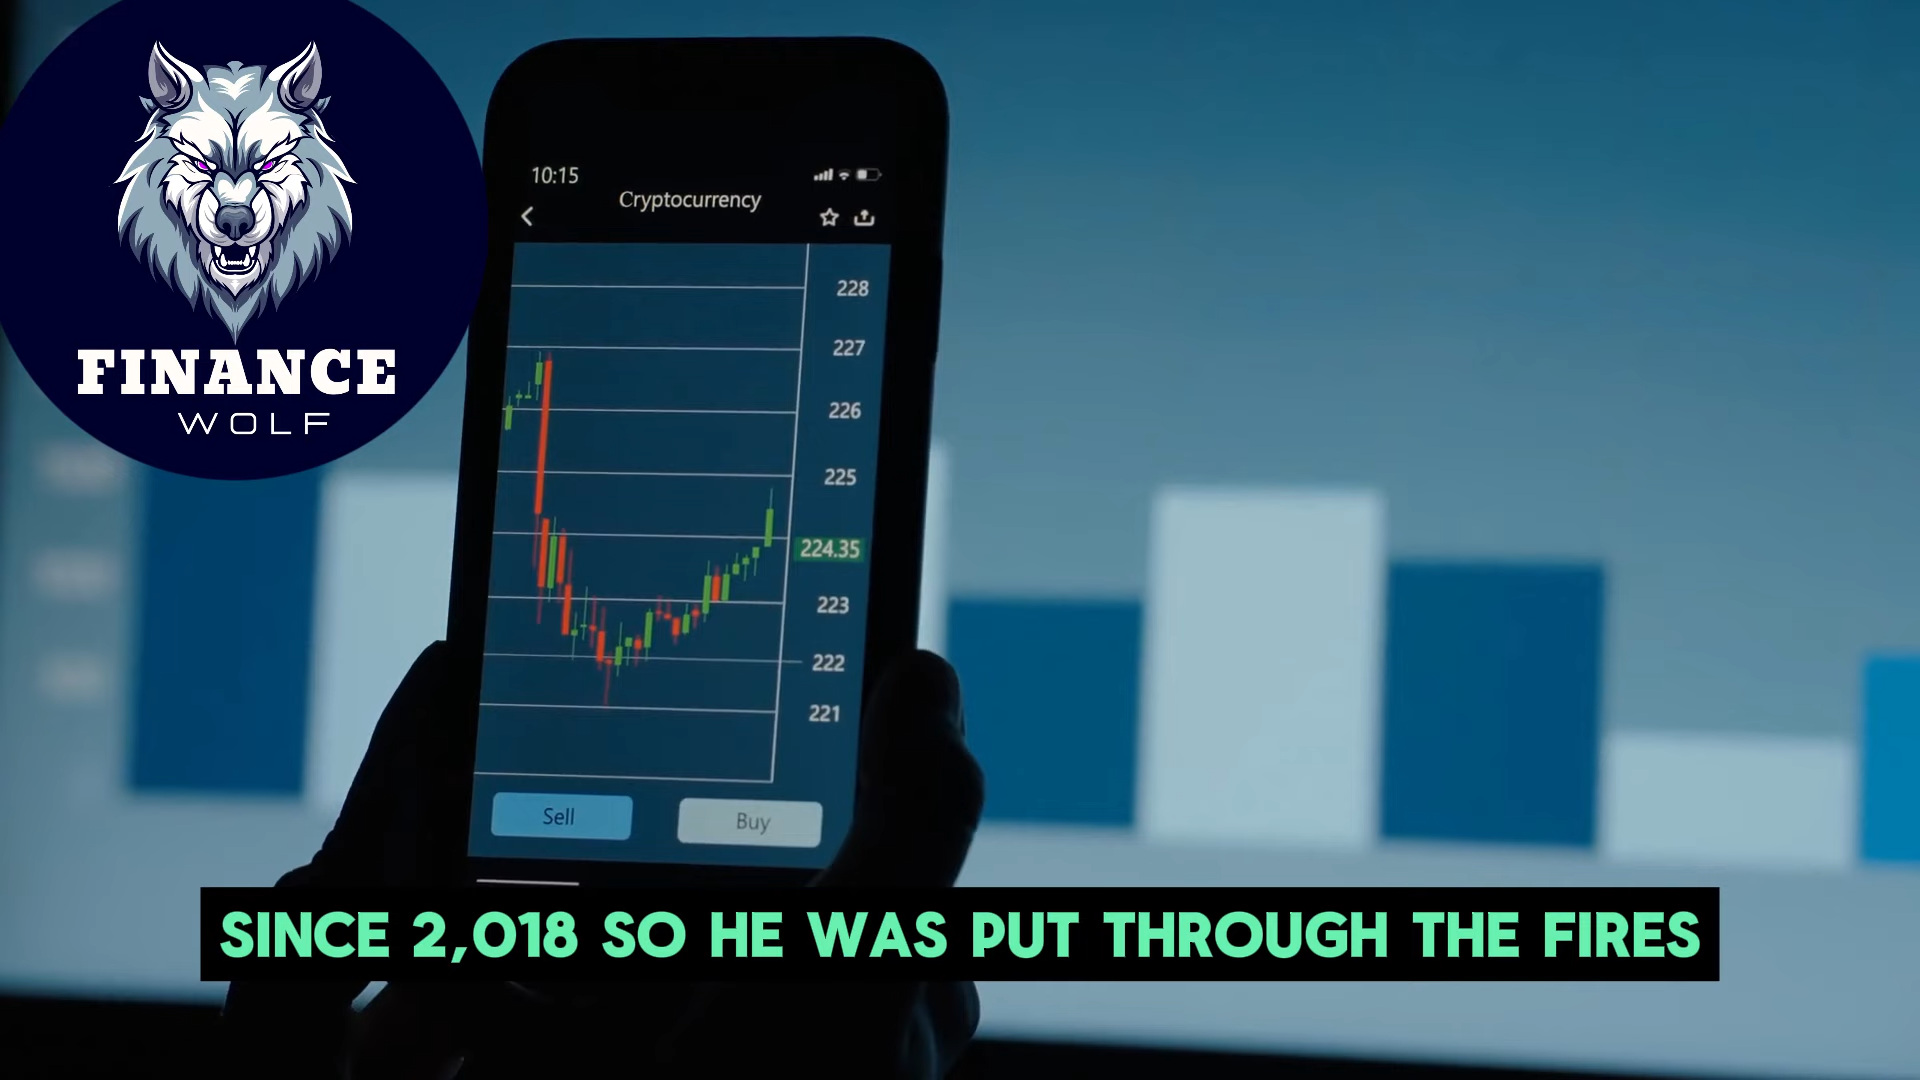 FINANCE
WOLF
10:15
Cryptocurrency
228
227
226
225
224.35
223
222
221
Sell
Buy
SINCE 2,018 SO HE WAS PUT THROUGH THE FIRES